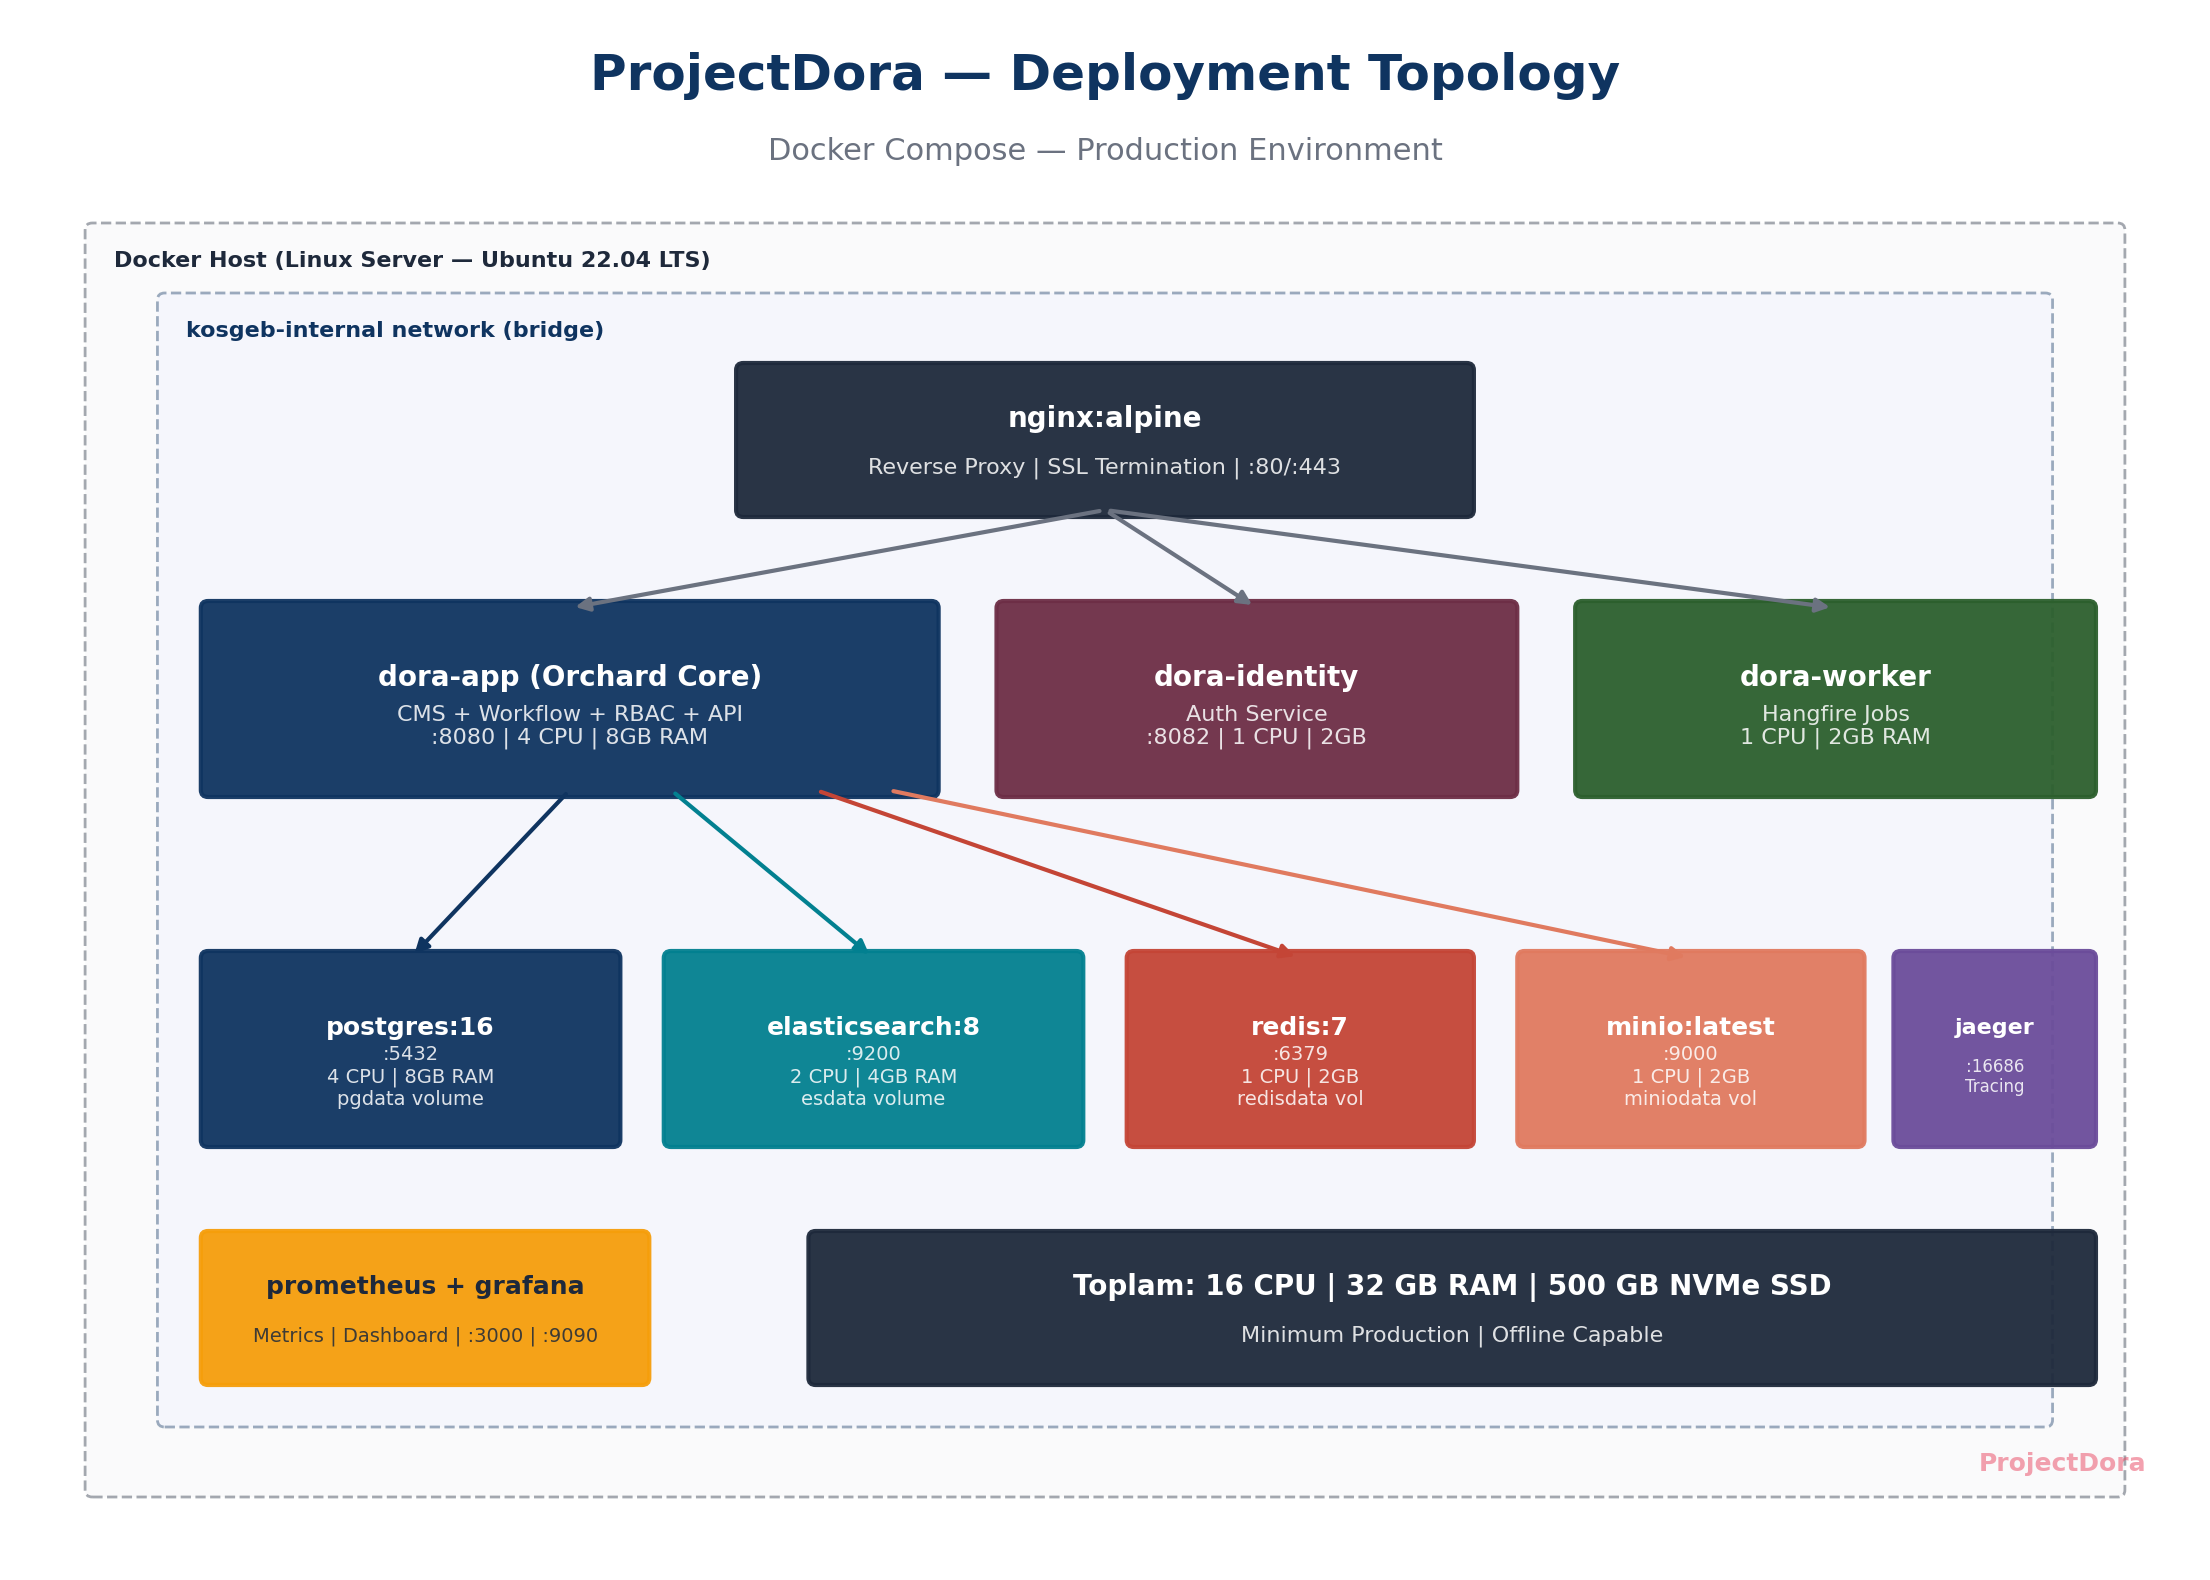 ProjectDora — Deployment Topology
Docker Compose — Production Environment
Docker Host (Linux Server — Ubuntu 22.04 LTS)
kosgeb-internal network (bridge)
nginx:alpine
Reverse Proxy | SSL Termination | :80/:443
dora-app (Orchard Core)
CMS + Workflow + RBAC + API
:8080 | 4 CPU | 8GB RAM
dora-identity
Auth Service
:8082 | 1 CPU | 2GB
dora-worker
Hangfire Jobs
1 CPU | 2GB RAM
postgres:16
:5432
4 CPU | 8GB RAM
pgdata volume
elasticsearch:8
:9200
2 CPU | 4GB RAM
esdata volume
redis:7
:6379
1 CPU | 2GB
redisdata vol
minio:latest
:9000
1 CPU | 2GB
miniodata vol
jaeger
:16686
Tracing
prometheus + grafana
Metrics | Dashboard | :3000 | :9090
Toplam: 16 CPU | 32 GB RAM | 500 GB NVMe SSD
Minimum Production | Offline Capable
ProjectDora